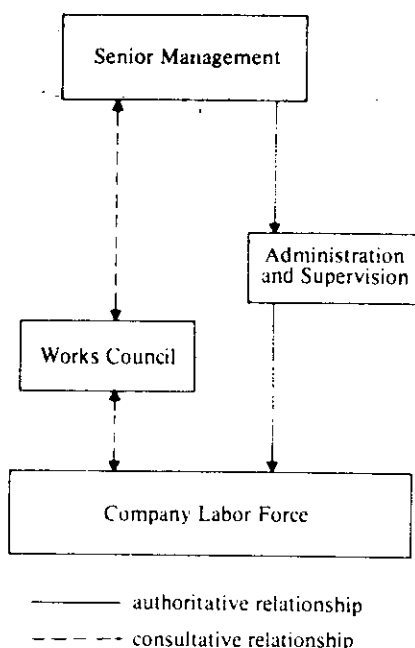 Senior Management
Administration
and Supervision
Works Council
Company Labor Force
authoritative relationship
consultative relationship